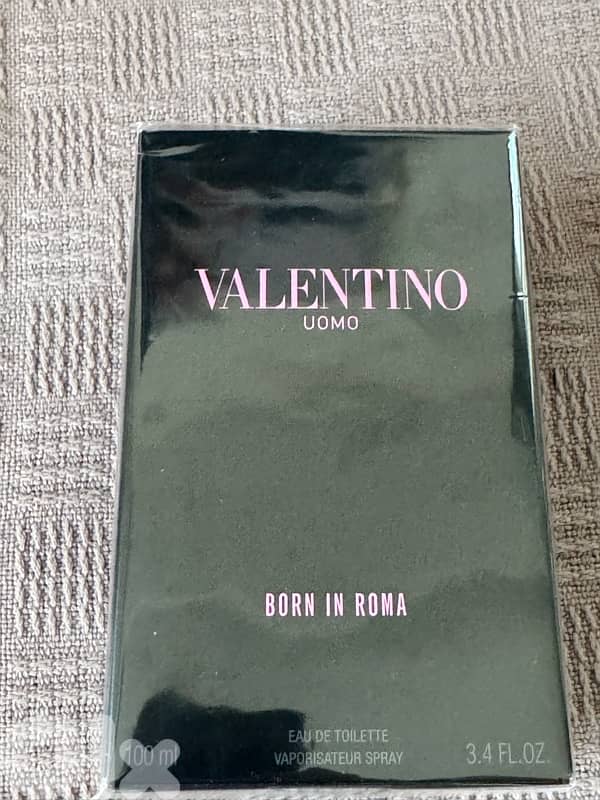 VALENTINO
UOMO
BORN IN ROMA
EAU DE TOILETTE
100 ml VAPORISATEUR SPRAY 3.4 FL.OZ.